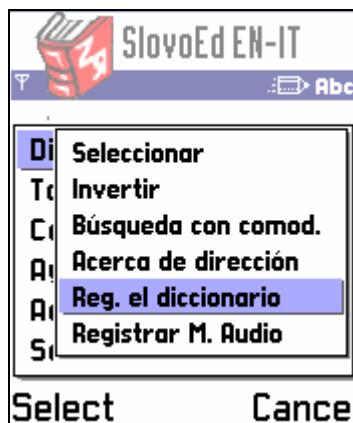 SlovoEd EN-IT
Abc
Di
Seleccionar
Invertir
Búsqueda con comod.
Acerca de dirección
Reg. el diccionario
Registrar M. Audio
Select Cance